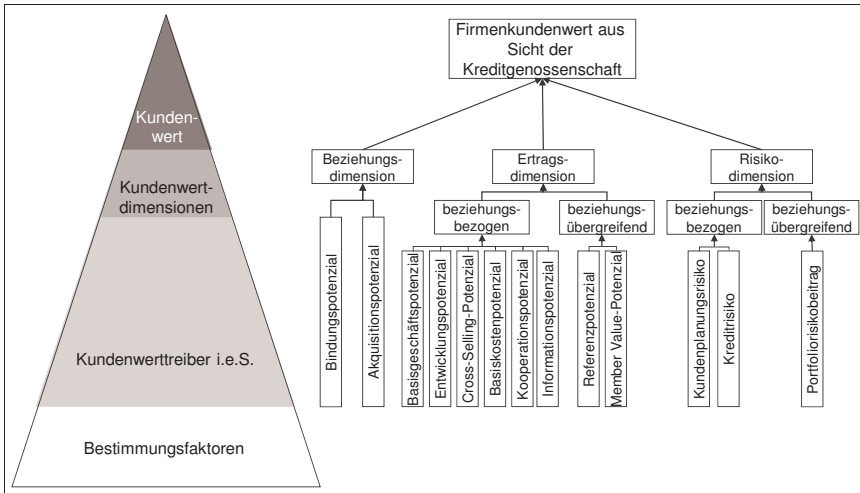 Kunden-
wert
Kundenwert-
dimensionen
Kundenwerttreiber i.e.S.
Bestimmungsfaktoren
Firmenkundenwert aus
Sicht der
Kreditgenossenschaft
Beziehungs-
dimension
Ertrags-
dimension
Risiko-
dimension
beziehungs-
bezogen
beziehungs-
übergreifend
beziehungs-
bezogen
beziehungs-
übergreifend
Bindungspotenzial
Akquisitionspotenzial
Basisgeschäftspotenzial
Entwicklungspotenzial
Cross-Selling-Potenzial
Basiskostenpotenzial
Kooperationspotenzial
Informationspotenzial
Referenzpotenzial
Member Value-Potenzial
Kundenplanungsrisiko
Kreditrisiko
Portfoliorisikobeitrag